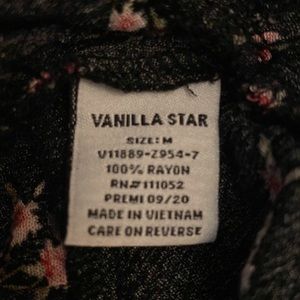 VANILLA STAR
SIZE: M
V11889-Z954-7
100% RAYON
RN#111052
PREMI 09/20
MADE IN VIETNAM
CARE ON REVERSE